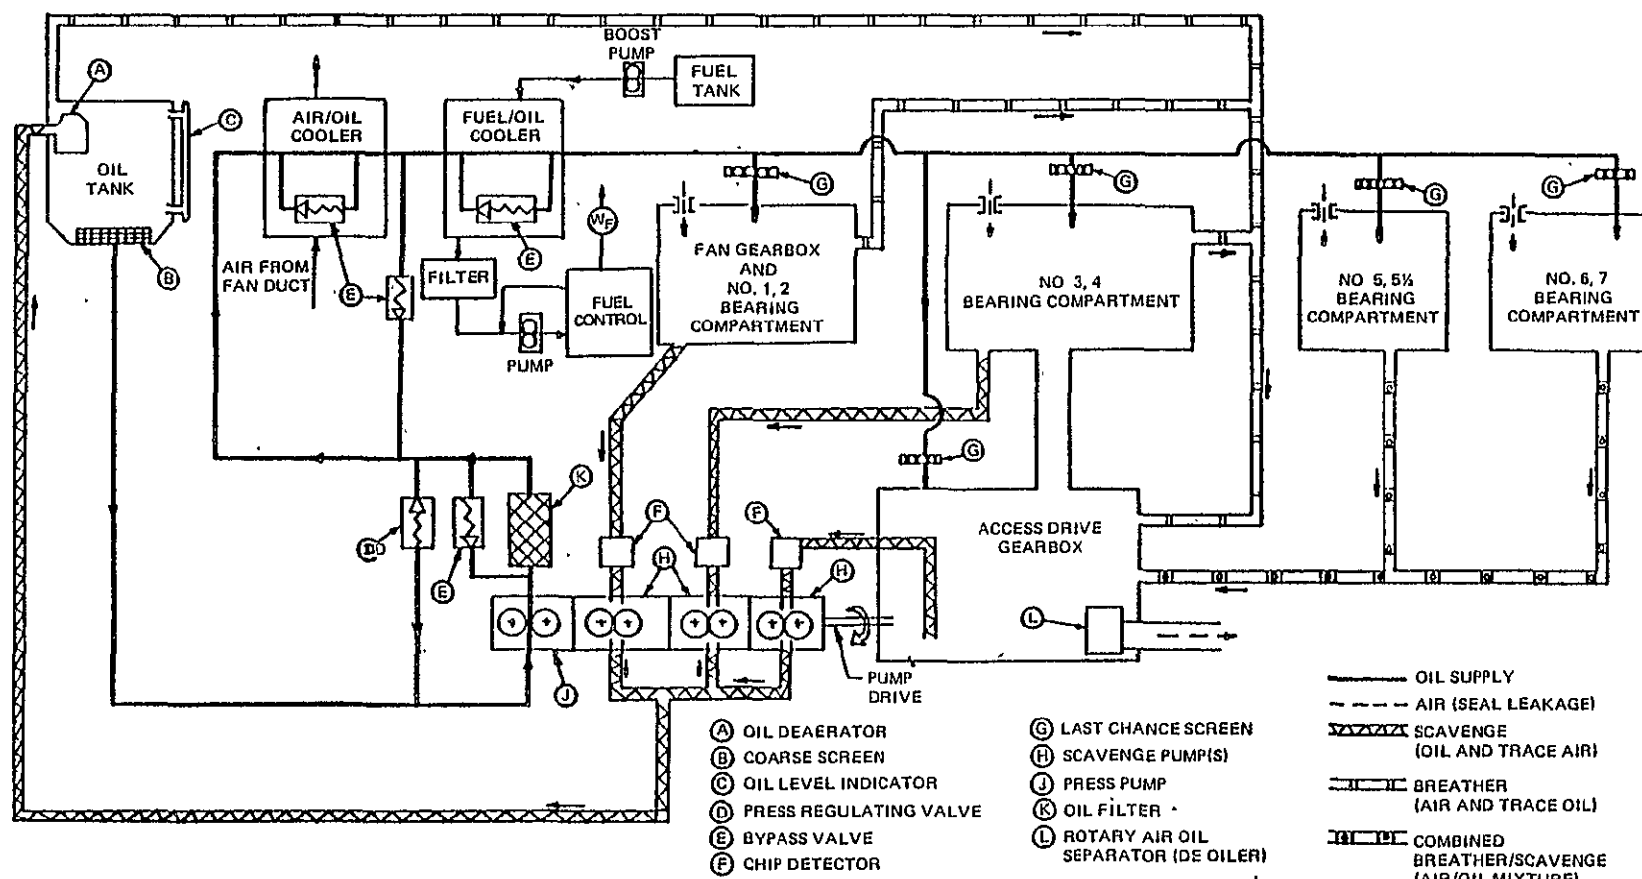 BOOST
PUMP
FUEL
TANK
A
AIR/OIL
COOLER
FUEL/OIL
COOLER
C
OIL
TANK
G
G
G
G
WF
E
B
AIR FROM
FAN DUCT
E
FILTER
FUEL
CONTROL
PUMP
FAN GEARBOX
AND
NO. 1, 2
BEARING
COMPARTMENT
NO 3, 4
BEARING COMPARTMENT
NO. 5, 5½
BEARING
COMPARTMENT
NO. 6, 7
BEARING
COMPARTMENT
G
K
F
F
ACCESS DRIVE
GEARBOX
D
H
H
E
L
J
PUMP
DRIVE
A OIL DEAERATOR
B COARSE SCREEN
C OIL LEVEL INDICATOR
D PRESS REGULATING VALVE
E BYPASS VALVE
F CHIP DETECTOR
G LAST CHANCE SCREEN
H SCAVENGE PUMP(S)
J PRESS PUMP
K OIL FILTER
L ROTARY AIR OIL
SEPARATOR (DE OILER)
OIL SUPPLY
AIR (SEAL LEAKAGE)
SCAVENGE
(OIL AND TRACE AIR)
BREATHER
(AIR AND TRACE OIL)
COMBINED
BREATHER/SCAVENGE
(AIR/OIL MIXTURE)